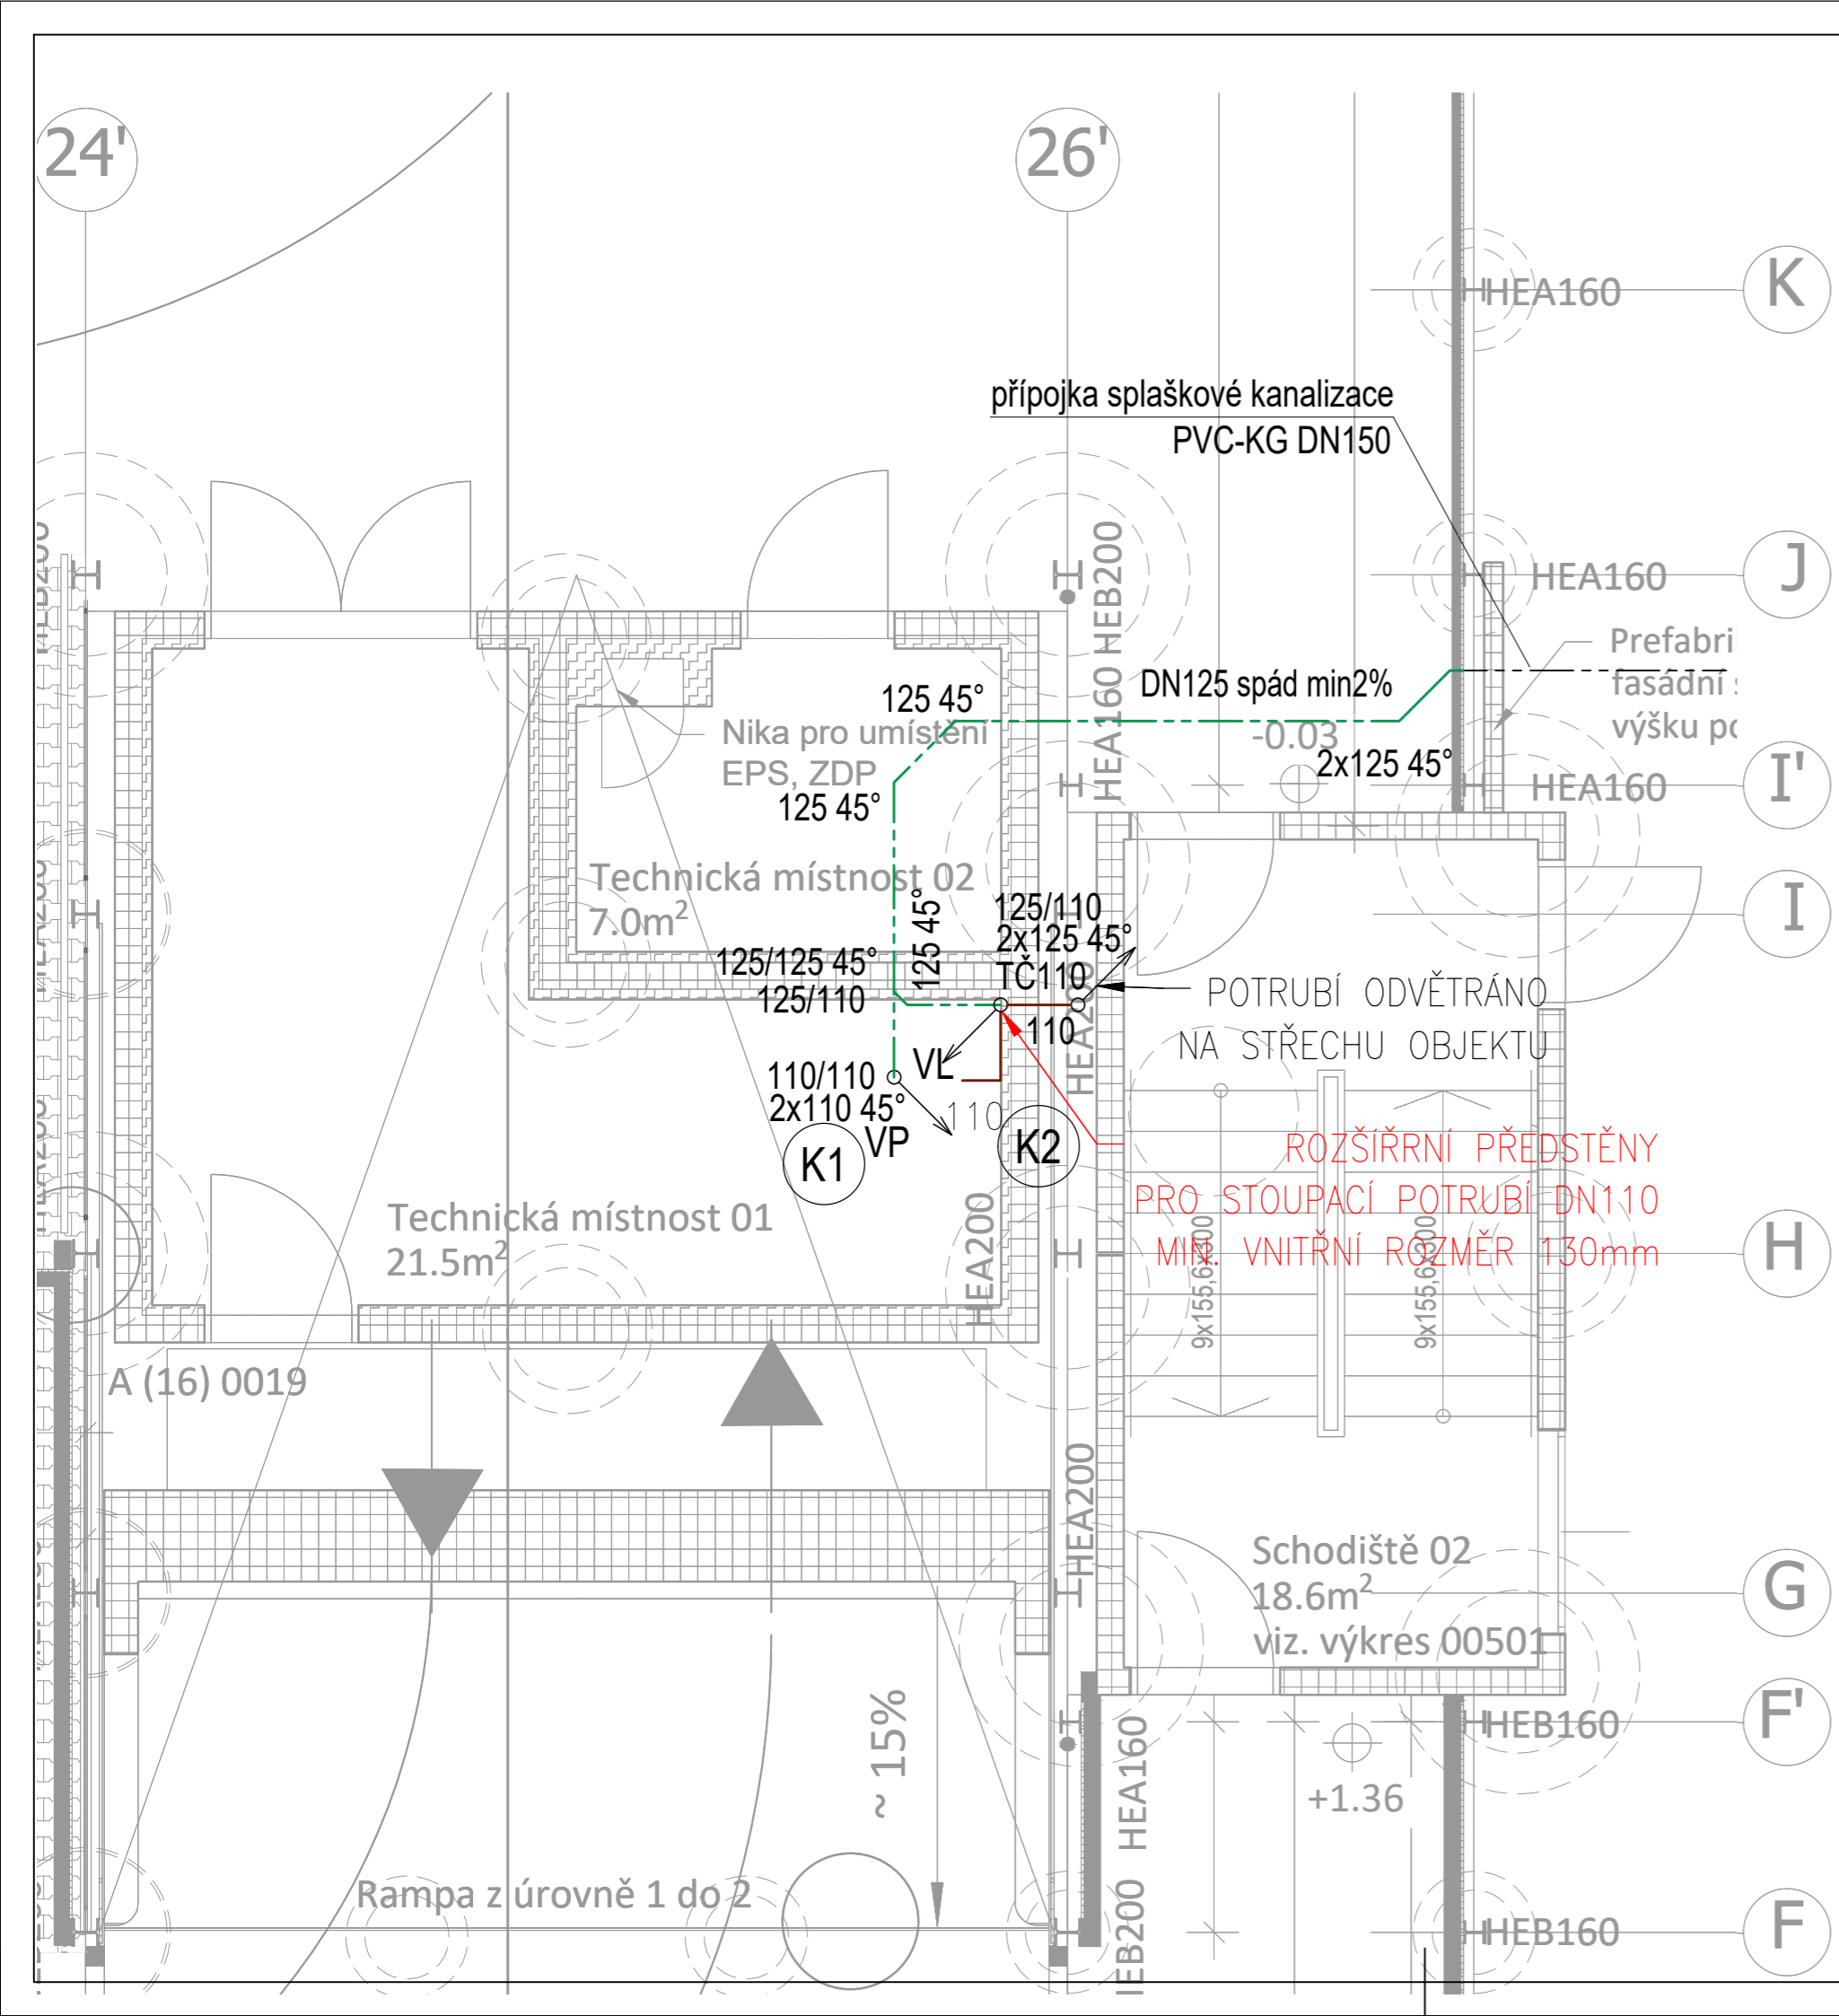 24'
26'
K
HEA160
přípojka splaškové kanalizace
PVC-KG DN150
HEB200
HEA160
J
HEA160
Prefabri
fasádní
výšku po
DN125 spád min2%
125 45°
Nika pro umístění
EPS, ZDP
-0.03
2x125 45°
125 45°
HEA160
I'
Technická místnost 02
7.0m²
125 45°
125/110
2x125 45°
TČ110
I
125/125 45°
125/110
POTRUBÍ ODVĚTRÁNO
NA STŘECHU OBJEKTU
HEA200
110
VL
110/110
2x110 45°
110
VP
K1
K2
ROZŠÍŘRNÍ PŘEDSTĚNY
PRO STOUPACÍ POTRUBÍ DN110
MIN. VNITŘNÍ ROZMĚR 130mm
9x155,6x300
9x155,6x300
H
Technická místnost 01
21.5m²
HEA200
A (16) 0019
HEA200
Schodiště 02
18.6m²
viz. výkres 00501
G
~ 15%
F'
HEB160
HEA160
+1.36
Rampa z úrovně 1 do 2
HEB160
F